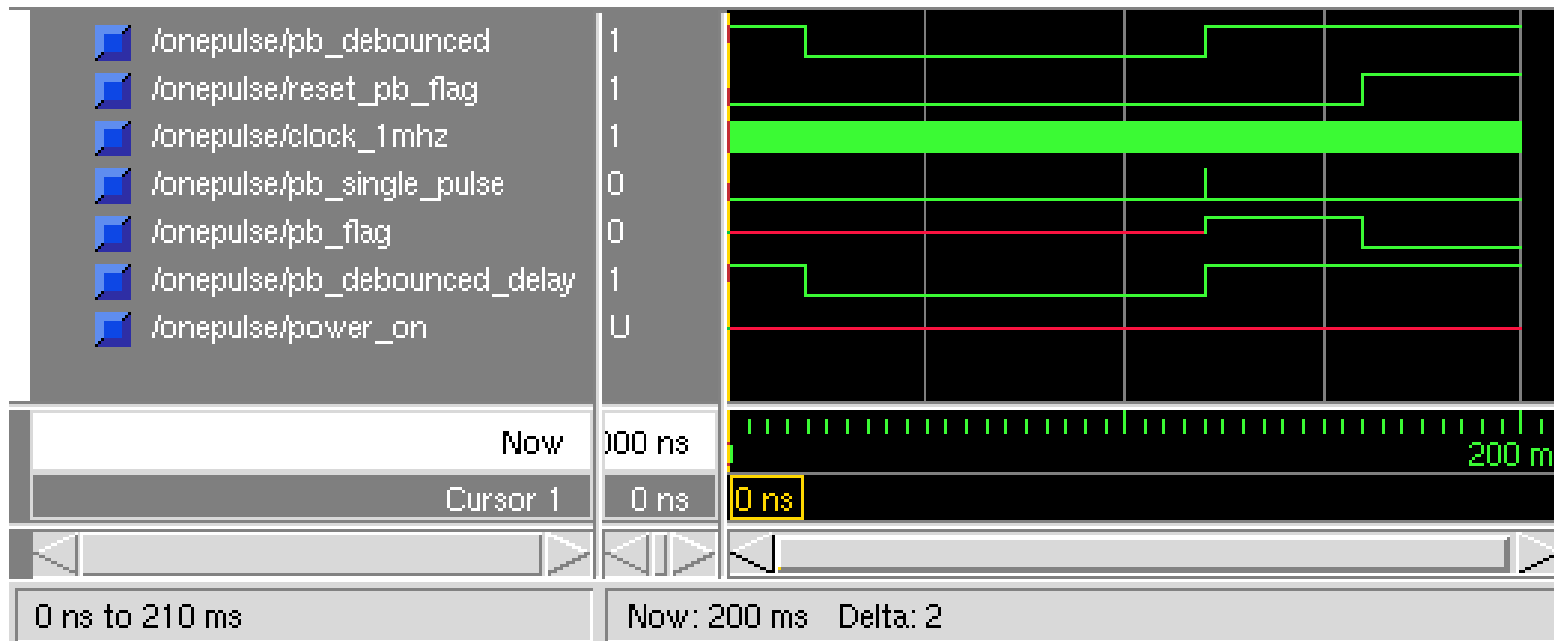 /onepulse/pb_debounced 1
/onepulse/reset_pb_flag 1
/onepulse/clock_1mhz 1
/onepulse/pb_single_pulse 0
/onepulse/pb_flag 0
/onepulse/pb_debounced_delay 1
/onepulse/power_on U
Now 000 ns 200 m
Cursor 1 0 ns 0 ns
0 ns to 210 ms Now: 200 ms Delta: 2